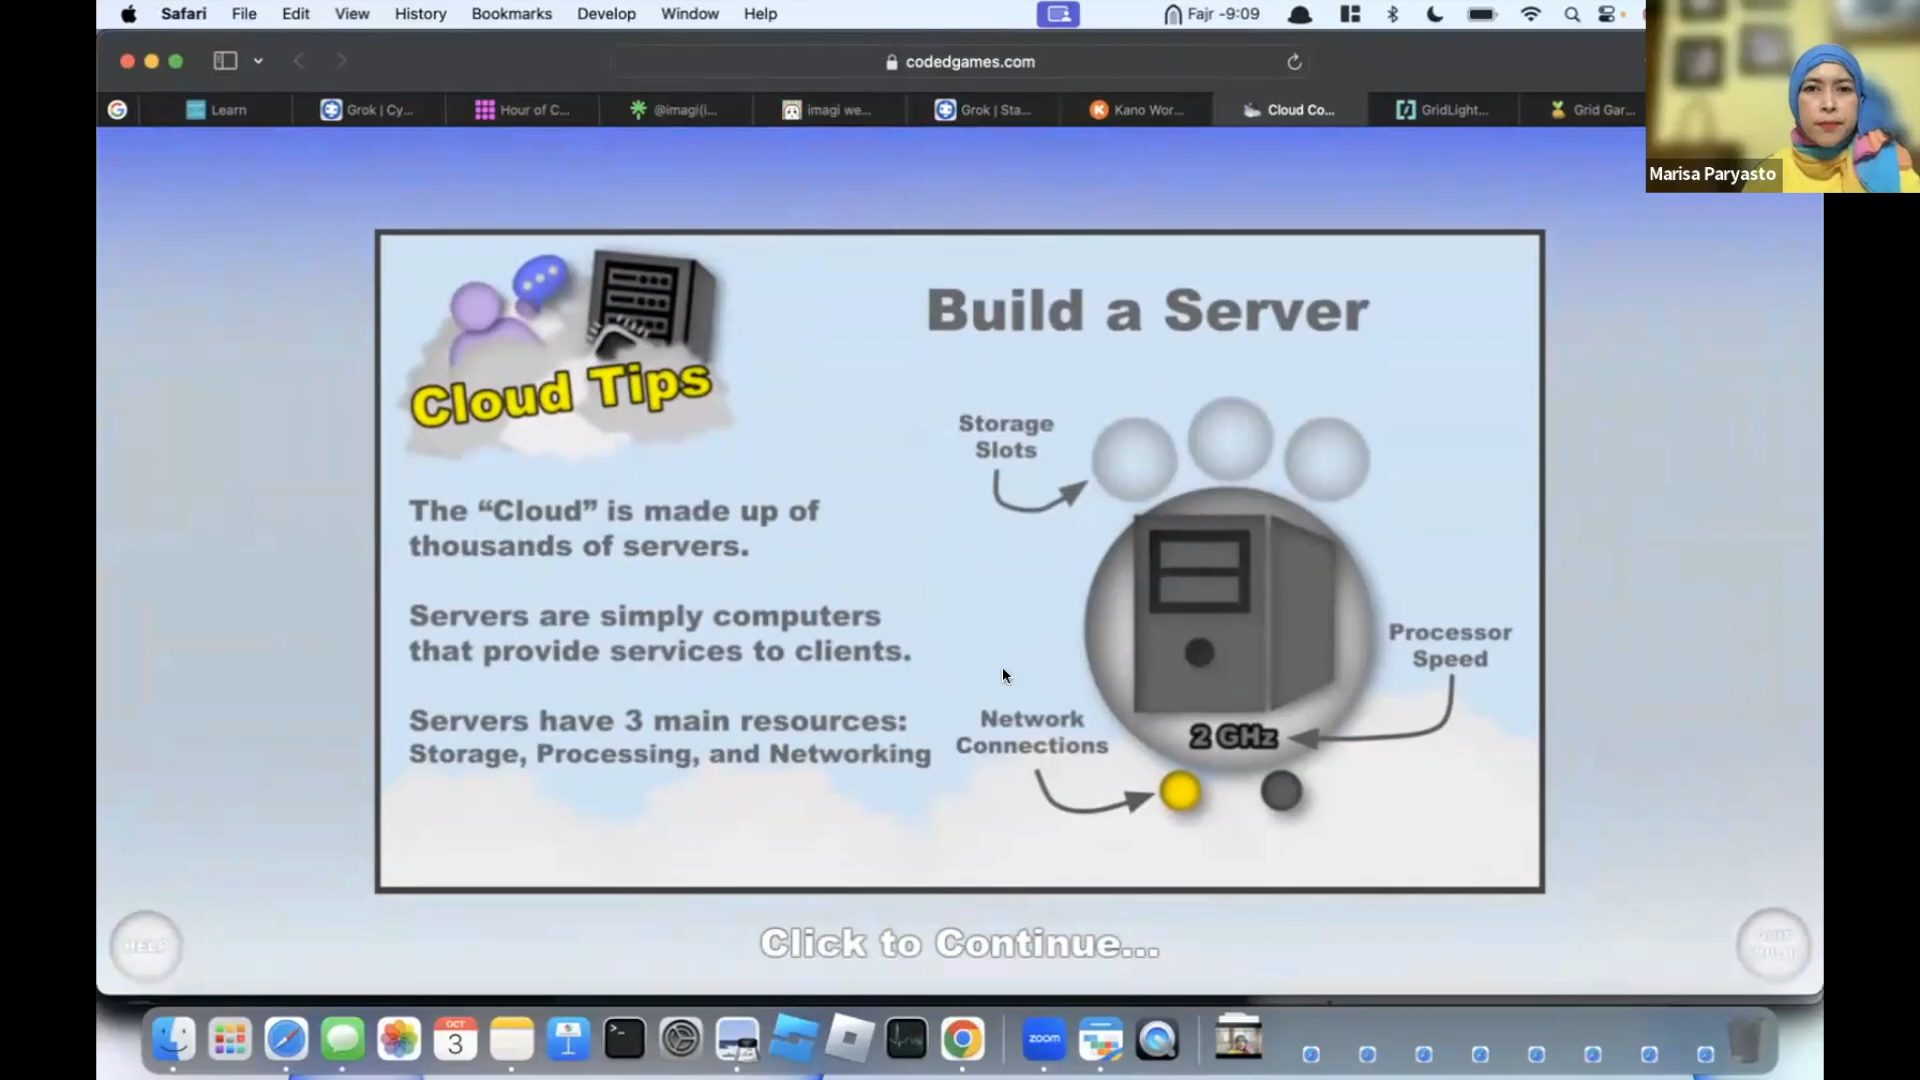 Safari File Edit View History Bookmarks Develop Window Help
Fajr -9:09
codedgames.com
Learn
Grok | Cy...
Hour of C...
@imagi(i...
imagi we...
Grok | Sta...
Kano Wor...
Cloud Co...
GridLight...
Grid Gar...
Marisa Paryasto
Cloud Tips
Build a Server
Storage
Slots
The “Cloud” is made up of
thousands of servers.
Servers are simply computers
that provide services to clients.
Servers have 3 main resources:
Storage, Processing, and Networking
Processor
Speed
Network
Connections
2 GHz
HELP
Click to Continue...
OCT
3
zoom